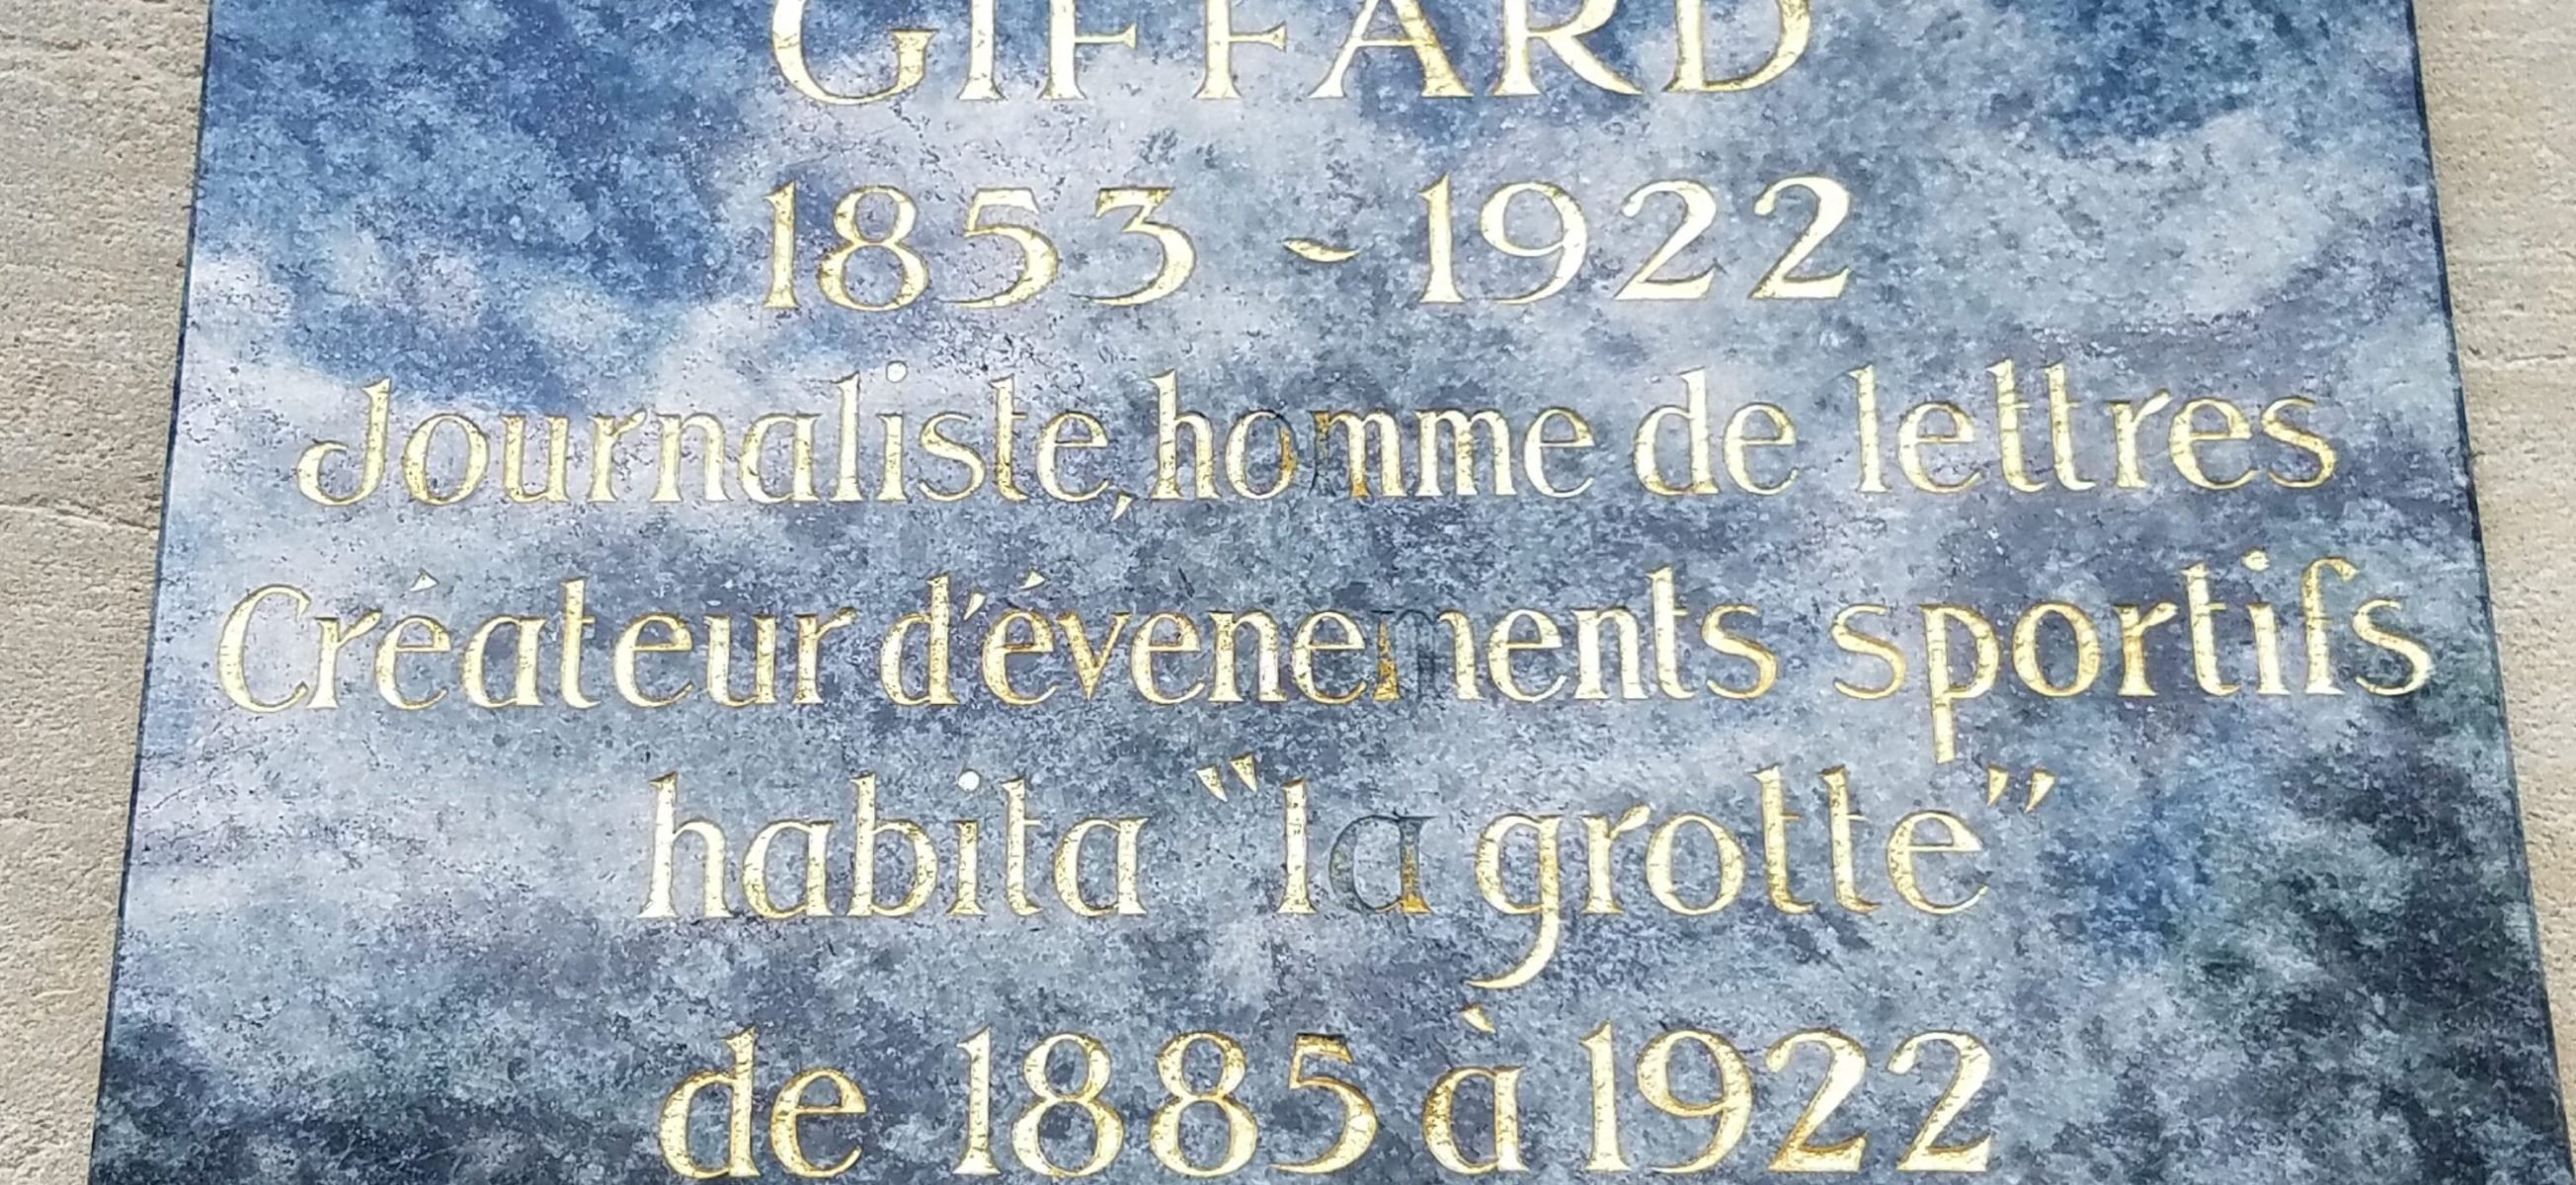 GIFFARD
1853 - 1922
Journaliste, homme de lettres
Créateur d'évenements sportifs
habita "la grotte"
de 1885 à 1922